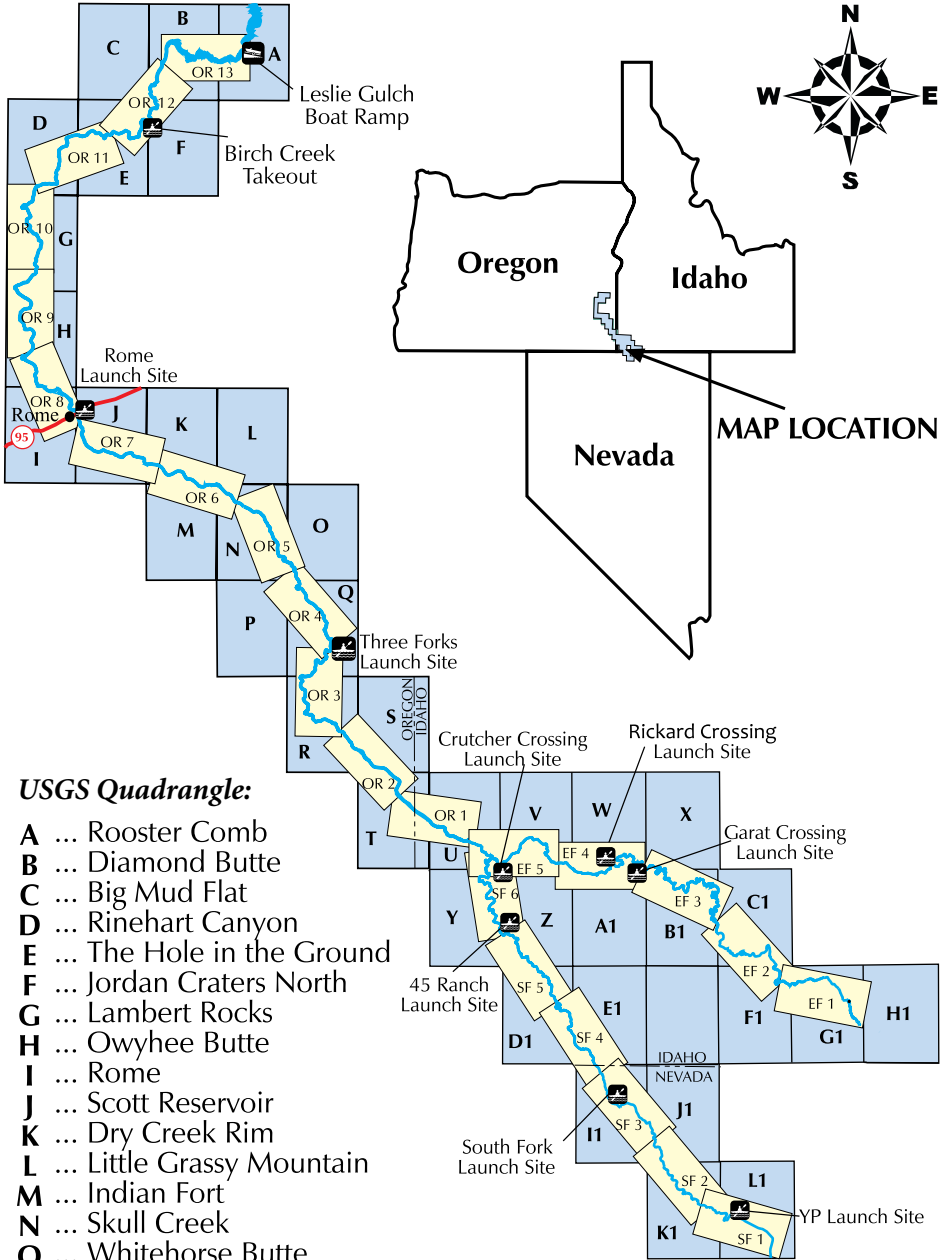 B
C
A
OR 13
Leslie Gulch
Boat Ramp
OR 12
D
F
Birch Creek
Takeout
OR 11
E
OR 10
G
OR 9
H
Rome
Launch Site
OR 8
Rome
J
95
I
OR 7
K
L
OR 6
M
N
OR 5
O
P
OR 4
Q
Three Forks
Launch Site
OR 3
R
S
OREGON
IDAHO
OR 2
T
OR 1
U
N
W
E
S
Oregon
Idaho
Nevada
MAP LOCATION
Crutcher Crossing
Launch Site
Rickard Crossing
Launch Site
V
W
X
Garat Crossing
Launch Site
EF 4
EF 5
EF 3
SF 6
Y
Z
A1
B1
C1
45 Ranch
Launch Site
SF 5
EF 2
EF 1
D1
E1
F1
G1
H1
SF 4
IDAHO
NEVADA
I1
SF 3
J1
South Fork
Launch Site
SF 2
L1
K1
SF 1
YP Launch Site
USGS Quadrangle:
A ... Rooster Comb
B ... Diamond Butte
C ... Big Mud Flat
D ... Rinehart Canyon
E ... The Hole in the Ground
F ... Jordan Craters North
G ... Lambert Rocks
H ... Owyhee Butte
I ... Rome
J ... Scott Reservoir
K ... Dry Creek Rim
L ... Little Grassy Mountain
M ... Indian Fort
N ... Skull Creek
O ... Whitehorse Butte